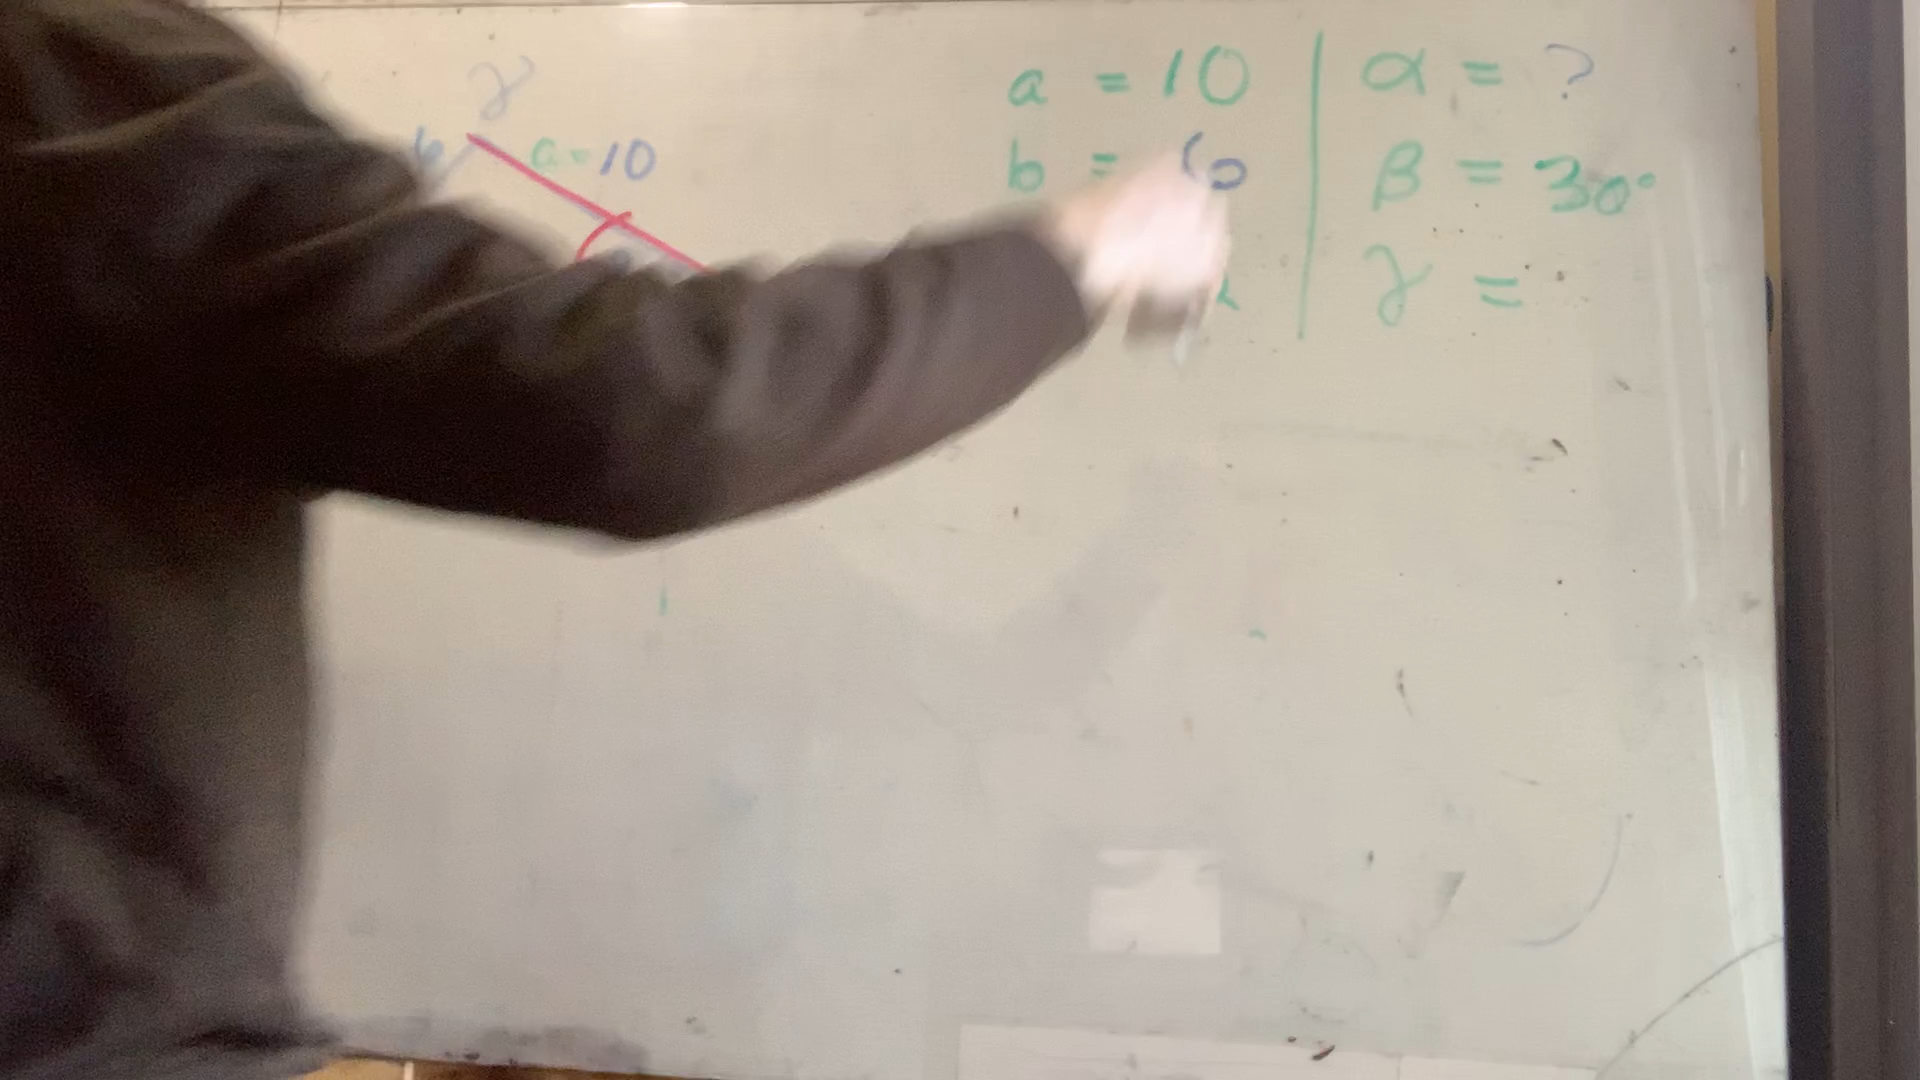 γ
b a = 10
a = 10 | α = ?
b = 6 | β = 30°
γ =